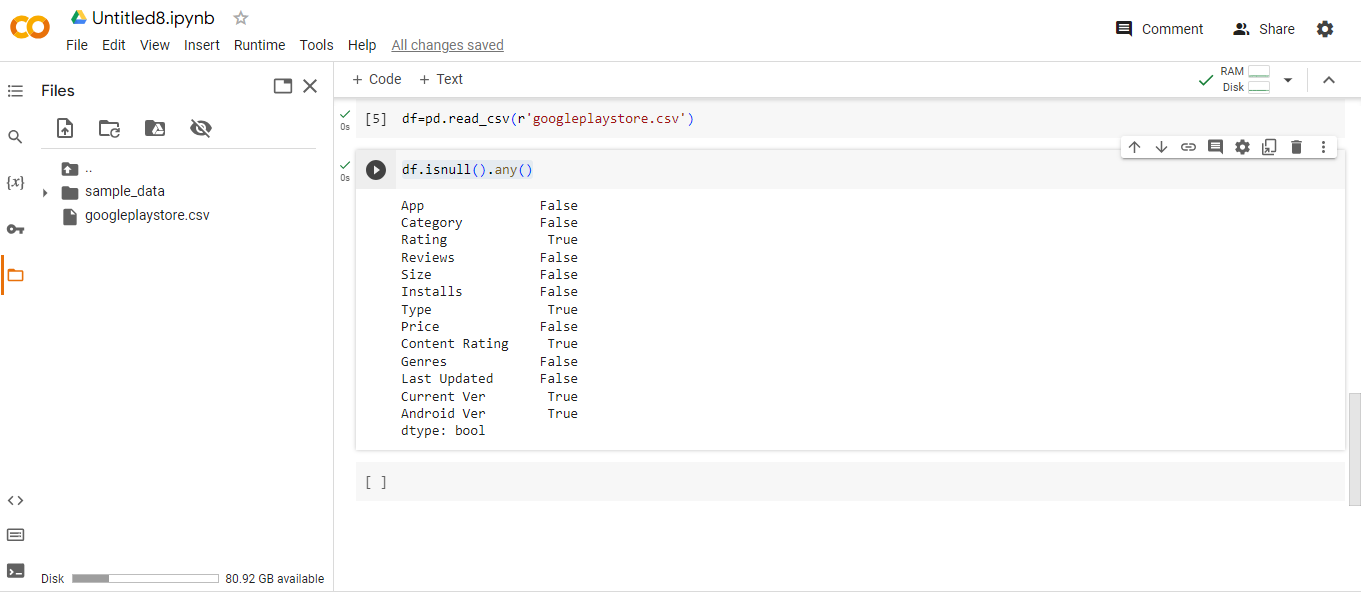 Untitled8.ipynb
File Edit View Insert Runtime Tools Help All changes saved
Comment
Share
Files
+ Code + Text
RAM
Disk
..
sample_data
googleplaystore.csv
{x}
0s
[5] df=pd.read_csv(r'googleplaystore.csv')
0s
df.isnull().any()
App False
Category False
Rating True
Reviews False
Size False
Installs False
Type True
Price False
Content Rating True
Genres False
Last Updated False
Current Ver True
Android Ver True
dtype: bool
[ ]
Disk 80.92 GB available